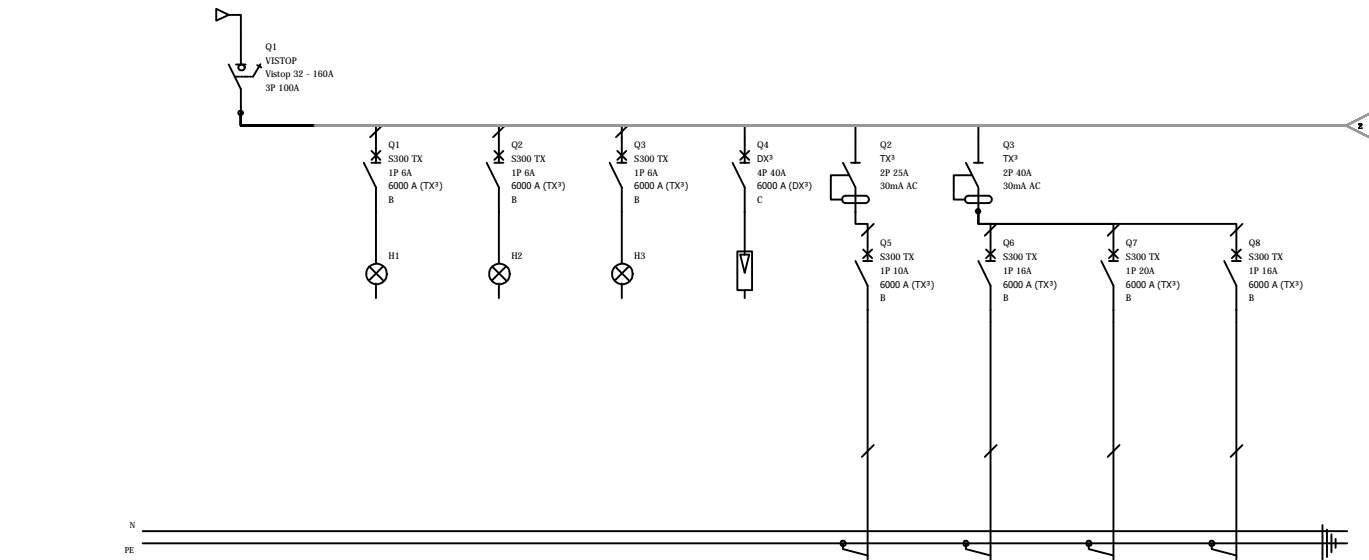 Q1
VISTOP
Vistop 32 - 160A
3P 100A
2
Q1
S300 TX
1P 6A
6000 A (TX³)
B
Q2
S300 TX
1P 6A
6000 A (TX³)
B
Q3
S300 TX
1P 6A
6000 A (TX³)
B
Q4
DX³
4P 40A
6000 A (DX³)
C
Q2
TX³
2P 25A
30mA AC
Q3
TX³
2P 40A
30mA AC
H1
H2
H3
Q5
S300 TX
1P 10A
6000 A (TX³)
B
Q6
S300 TX
1P 16A
6000 A (TX³)
B
Q7
S300 TX
1P 20A
6000 A (TX³)
B
Q8
S300 TX
1P 16A
6000 A (TX³)
B
N
PE